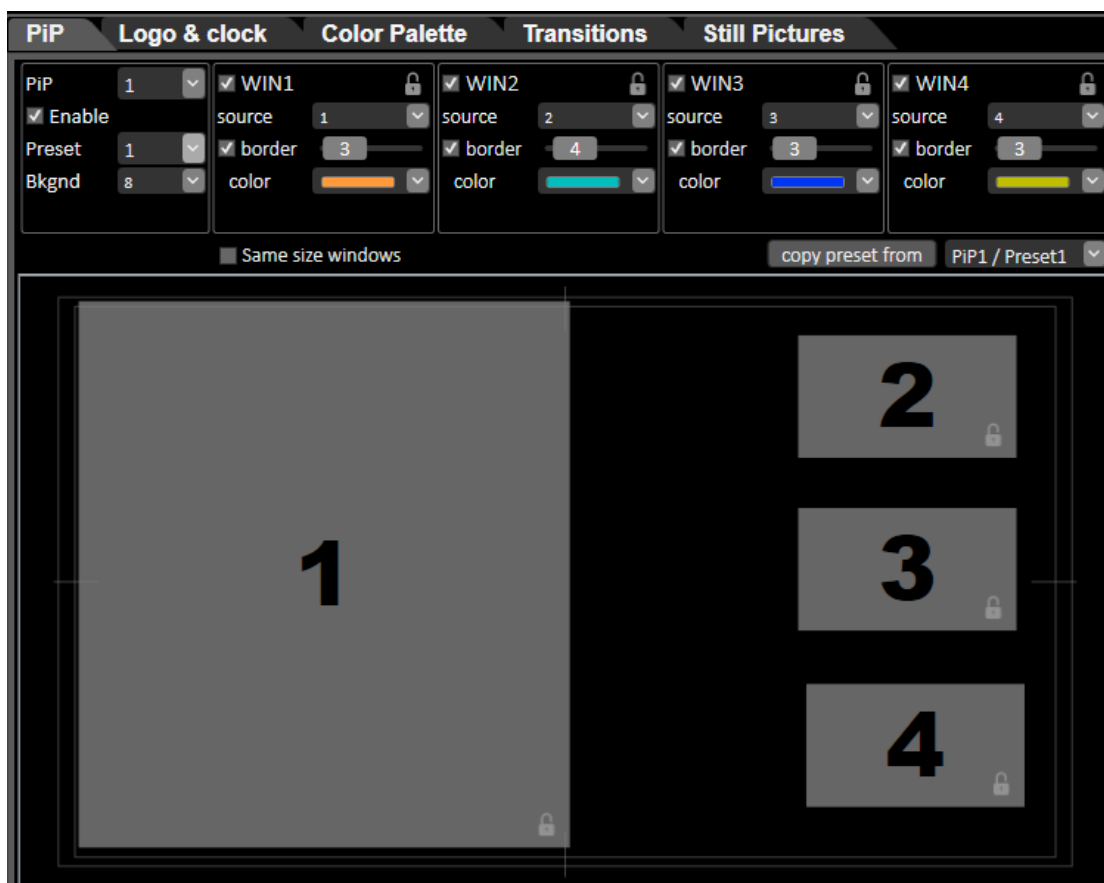 PiP Logo & clock Color Palette Transitions Still Pictures
PiP 1
Enable
Preset 1
Bkgnd 8
WIN1
source 1
border 3
color
WIN2
source 2
border 4
color
WIN3
source 3
border 3
color
WIN4
source 4
border 3
color
Same size windows
copy preset from PiP1 / Preset1
1
2
3
4